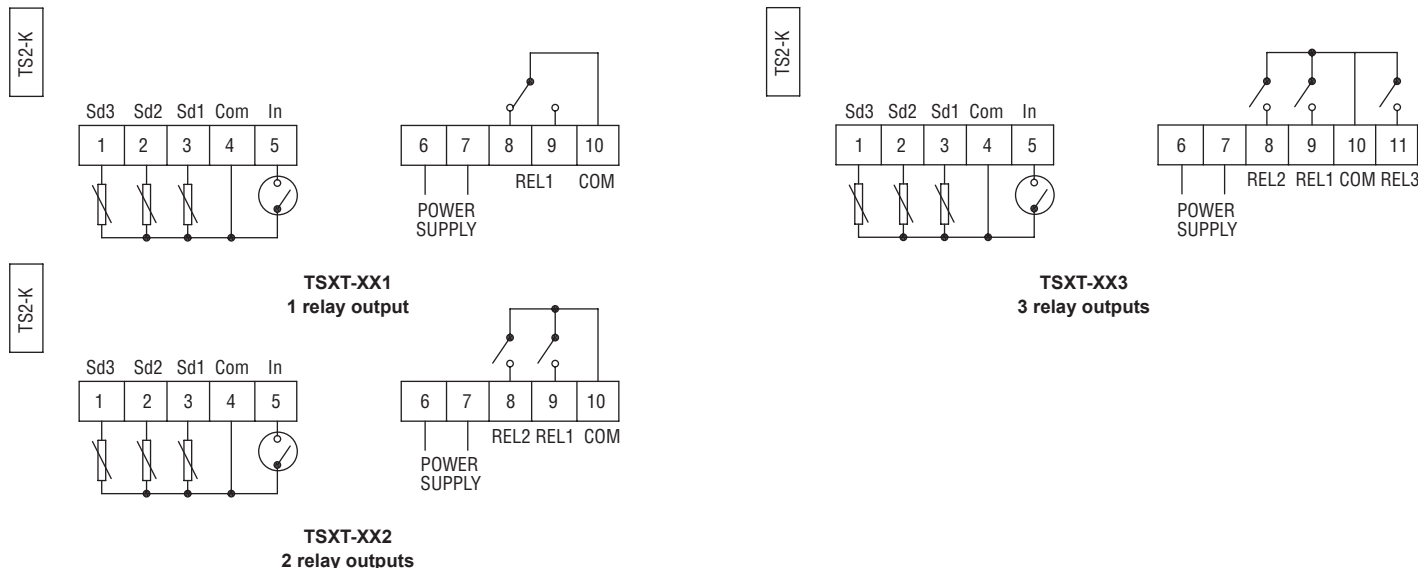 TS2-K
Sd3 Sd2 Sd1 Com In
1 2 3 4 5
6 7 8 9 10
REL1 COM
POWER
SUPPLY
TSXT-XX1
1 relay output
TS2-K
Sd3 Sd2 Sd1 Com In
1 2 3 4 5
6 7 8 9 10
REL2 REL1 COM
POWER
SUPPLY
TSXT-XX2
2 relay outputs
TS2-K
Sd3 Sd2 Sd1 Com In
1 2 3 4 5
6 7 8 9 10 11
REL2 REL1 COM REL3
POWER
SUPPLY
TSXT-XX3
3 relay outputs